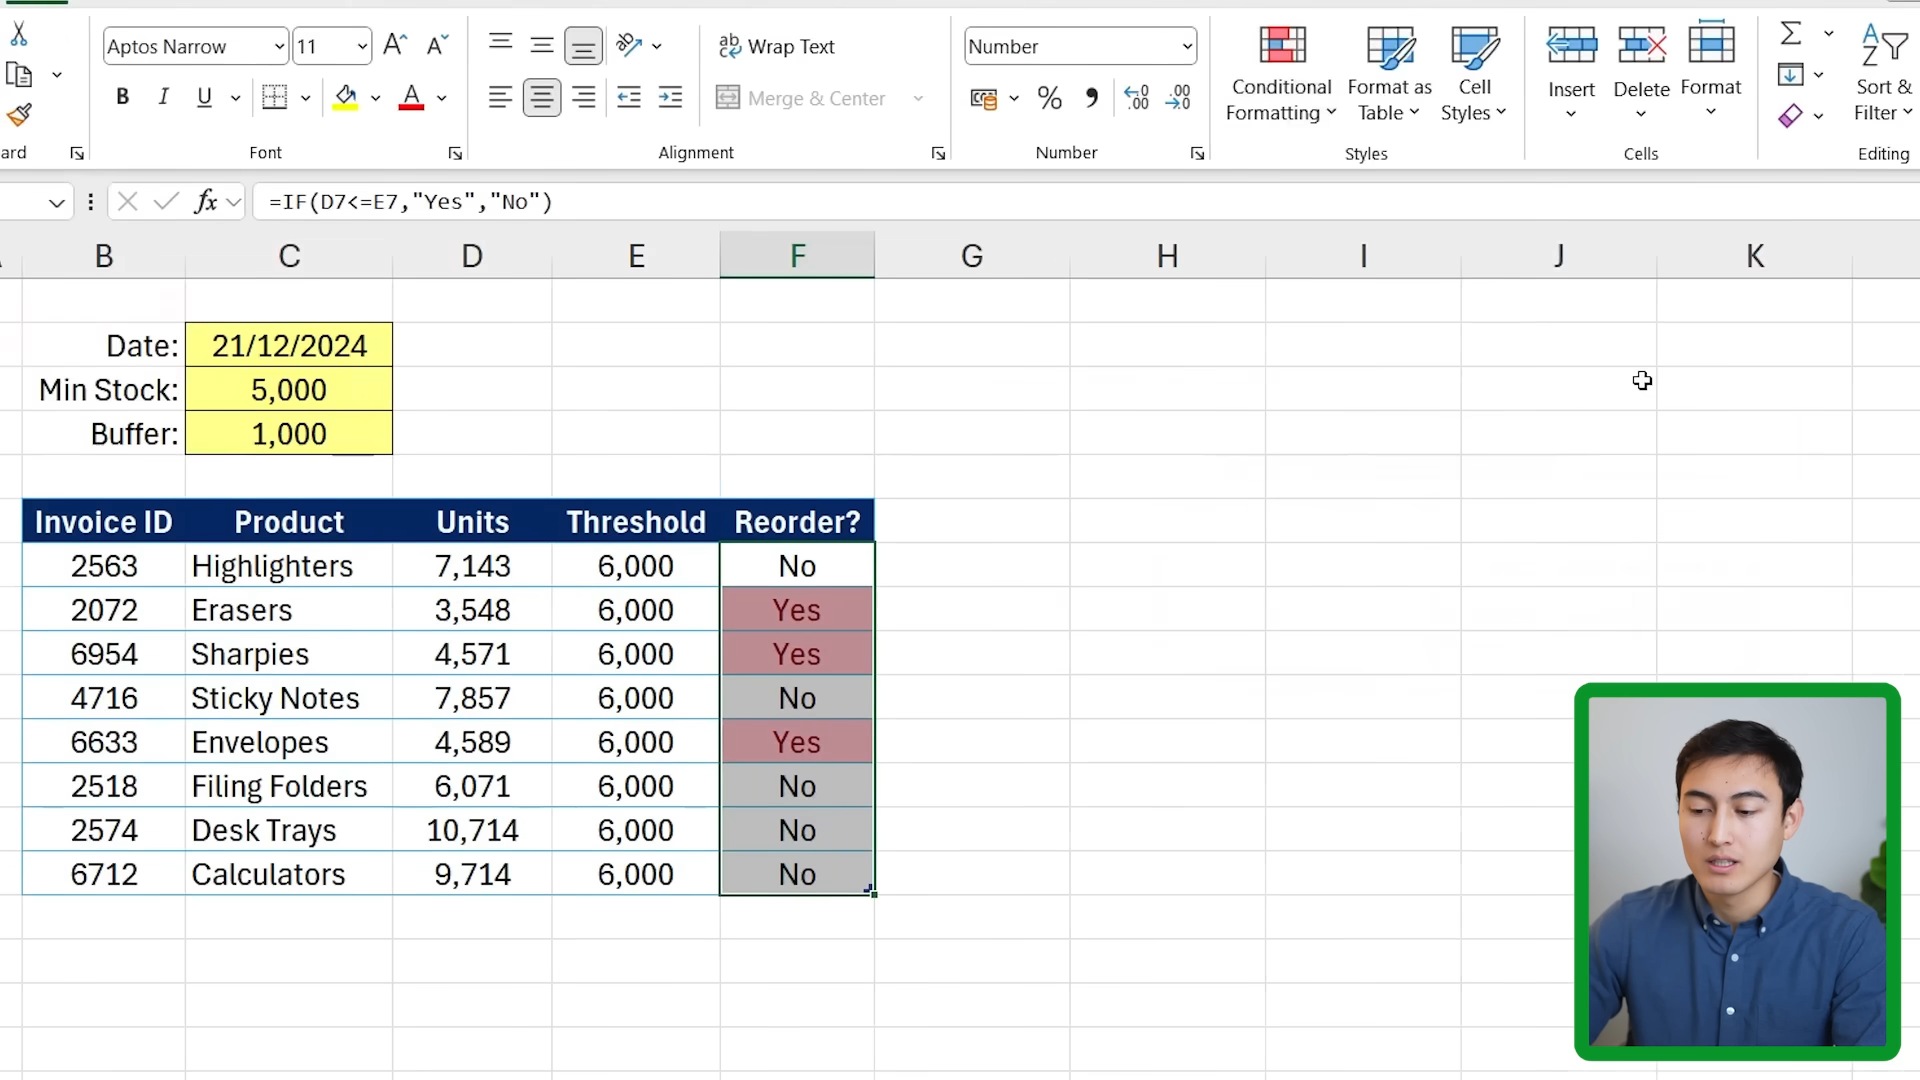 Aptos Narrow
11
Wrap Text
Number
B I U A
Merge & Center
% .00
Conditional Formatting
Format as Table
Cell Styles
Insert
Delete
Format
Sort & Filter
ard
Font
Alignment
Number
Styles
Cells
Editing
fx =IF(D7<=E7,"Yes","No")
B C D E F G H I J K
Date: 21/12/2024
Min Stock: 5,000
Buffer: 1,000
Invoice ID Product Units Threshold Reorder?
2563 Highlighters 7,143 6,000 No
2072 Erasers 3,548 6,000 Yes
6954 Sharpies 4,571 6,000 Yes
4716 Sticky Notes 7,857 6,000 No
6633 Envelopes 4,589 6,000 Yes
2518 Filing Folders 6,071 6,000 No
2574 Desk Trays 10,714 6,000 No
6712 Calculators 9,714 6,000 No